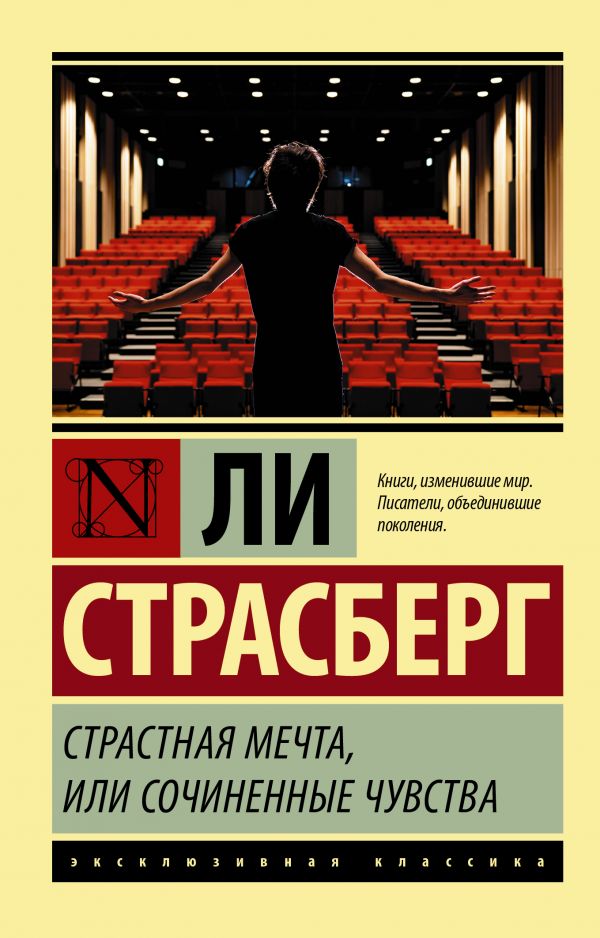 N
ЛИ
Книги, изменившие мир.
Писатели, объединившие
поколения.
СТРАСБЕРГ
СТРАСТНАЯ МЕЧТА,
ИЛИ СОЧИНЕННЫЕ ЧУВСТВА
эксклюзивная классика